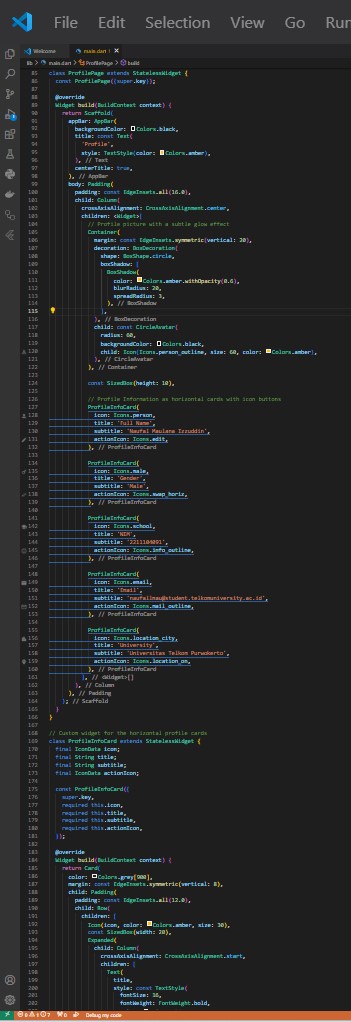 File Edit Selection View Go Run
Welcome
main.dart 1
lib > main.dart > ProfilePage > build
85 class ProfilePage extends StatelessWidget {
86 const ProfilePage({super.key});
87
88 @override
89 Widget build(BuildContext context) {
90 return Scaffold(
91 appBar: AppBar(
92 backgroundColor: Colors.black,
93 title: const Text(
94 'Profile',
95 style: TextStyle(color: Colors.amber),
96 ), // Text
97 centerTitle: true,
98 ), // AppBar
99 body: Padding(
100 padding: const EdgeInsets.all(16.0),
101 child: Column(
102 crossAxisAlignment: CrossAxisAlignment.center,
103 children: <Widget>[
104 // Profile picture with a subtle glow effect
105 Container(
106 margin: const EdgeInsets.symmetric(vertical: 20),
107 decoration: BoxDecoration(
108 shape: BoxShape.circle,
109 boxShadow: [
110 BoxShadow(
111 color: Colors.amber.withOpacity(0.6),
112 blurRadius: 20,
113 spreadRadius: 3,
114 ), // BoxShadow
115 ],
116 ), // BoxDecoration
117 child: const CircleAvatar(
118 radius: 60,
119 backgroundColor: Colors.black,
120 child: Icon(Icons.person_outline, size: 60, color: Colors.amber),
121 ), // CircleAvatar
122 ), // Container
123
124 const SizedBox(height: 10),
125
126 // Profile Information as horizontal cards with icon buttons
127 ProfileInfoCard(
128 icon: Icons.person,
129 title: 'Full Name',
130 subtitle: 'Naufal Maulana Izzuddin',
131 actionIcon: Icons.edit,
132 ), // ProfileInfoCard
133
134 ProfileInfoCard(
135 icon: Icons.male,
136 title: 'Gender',
137 subtitle: 'Male',
138 actionIcon: Icons.swap_horiz,
139 ), // ProfileInfoCard
140
141 ProfileInfoCard(
142 icon: Icons.school,
143 title: 'NIM',
144 subtitle: '2211104091',
145 actionIcon: Icons.info_outline,
146 ), // ProfileInfoCard
147
148 ProfileInfoCard(
149 icon: Icons.email,
150 title: 'Email',
151
152 actionIcon: Icons.mail_outline,
153 ), // ProfileInfoCard
154
155 ProfileInfoCard(
156 icon: Icons.location_city,
157 title: 'University',
158 subtitle: 'Universitas Telkom Purwokerto',
159 actionIcon: Icons.location_on,
160 ), // ProfileInfoCard
161 ], // <Widget>[]
162 ), // Column
163 ), // Padding
164 ); // Scaffold
165 }
166 }
167
168 // Custom widget for the horizontal profile cards
169 class ProfileInfoCard extends StatelessWidget {
170 final IconData icon;
171 final String title;
172 final String subtitle;
173 final IconData actionIcon;
174
175 const ProfileInfoCard({
176 super.key,
177 required this.icon,
178 required this.title,
179 required this.subtitle,
180 required this.actionIcon,
181 });
182
183 @override
184 Widget build(BuildContext context) {
185 return Card(
186 color: Colors.grey[900],
187 margin: const EdgeInsets.symmetric(vertical: 8),
188 child: Padding(
189 padding: const EdgeInsets.all(12.0),
190 child: Row(
191 children: [
192 Icon(icon, color: Colors.amber, size: 30),
193 const SizedBox(width: 20),
194 Expanded(
195 child: Column(
196 crossAxisAlignment: CrossAxisAlignment.start,
197 children: [
198 Text(
199 title,
200 style: const TextStyle(
201 fontSize: 16,
202 fontWeight: FontWeight.bold,
Debug my code